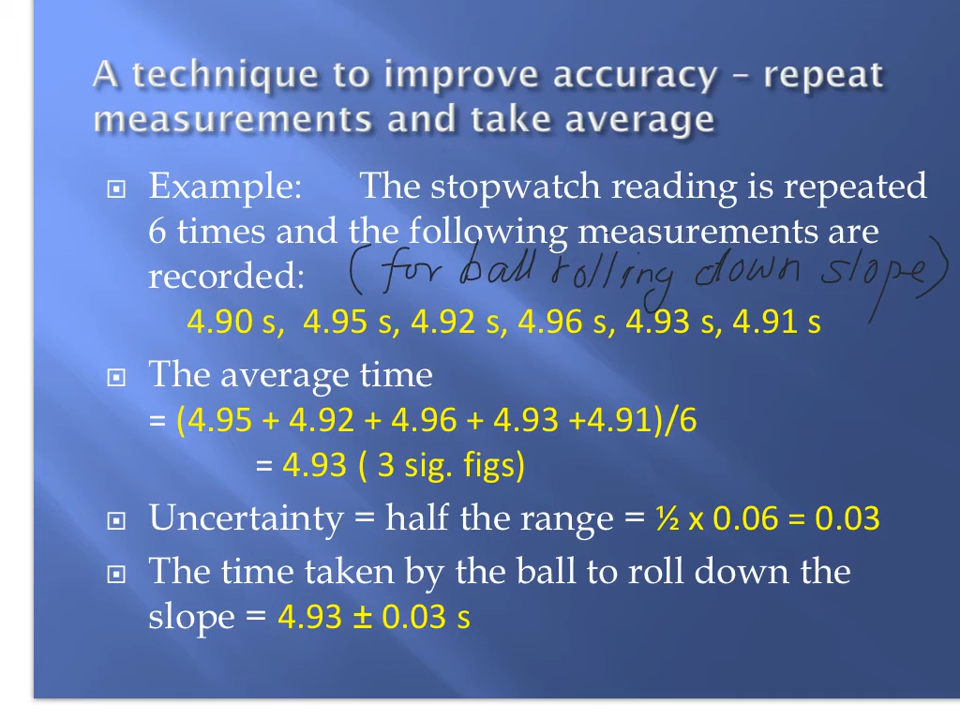 A technique to improve accuracy – repeat
measurements and take average
Example: The stopwatch reading is repeated
6 times and the following measurements are
recorded: (for ball rolling down slope)
4.90 s, 4.95 s, 4.92 s, 4.96 s, 4.93 s, 4.91 s
The average time
= (4.95 + 4.92 + 4.96 + 4.93 +4.91)/6
= 4.93 ( 3 sig. figs)
Uncertainty = half the range = ½ x 0.06 = 0.03
The time taken by the ball to roll down the
slope = 4.93 ± 0.03 s